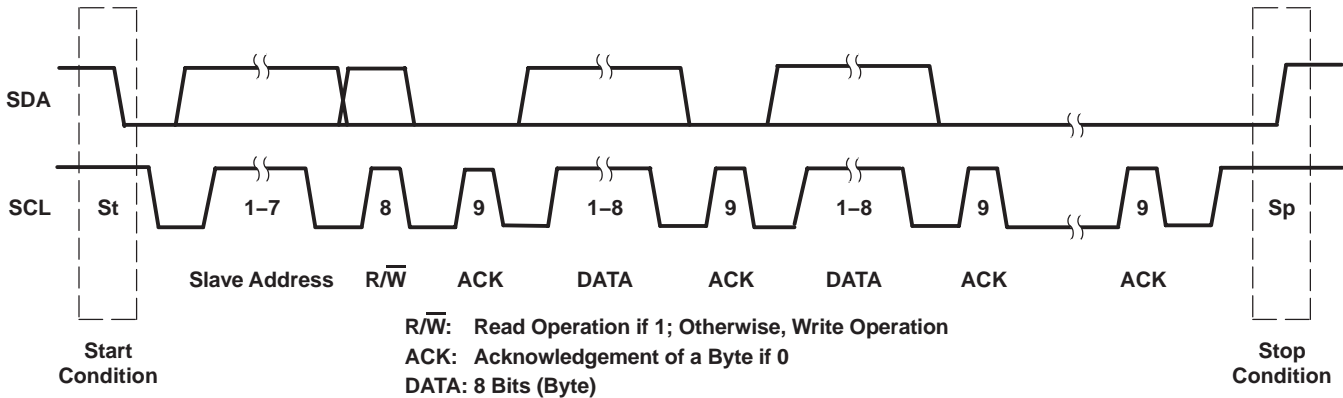 SDA
SCL
St 1–7 8 9 1–8 9 1–8 9 9 Sp
Slave Address R/W̅ ACK DATA ACK DATA ACK ACK
R/W̅: Read Operation if 1; Otherwise, Write Operation
ACK: Acknowledgement of a Byte if 0
DATA: 8 Bits (Byte)
Start
Condition
Stop
Condition